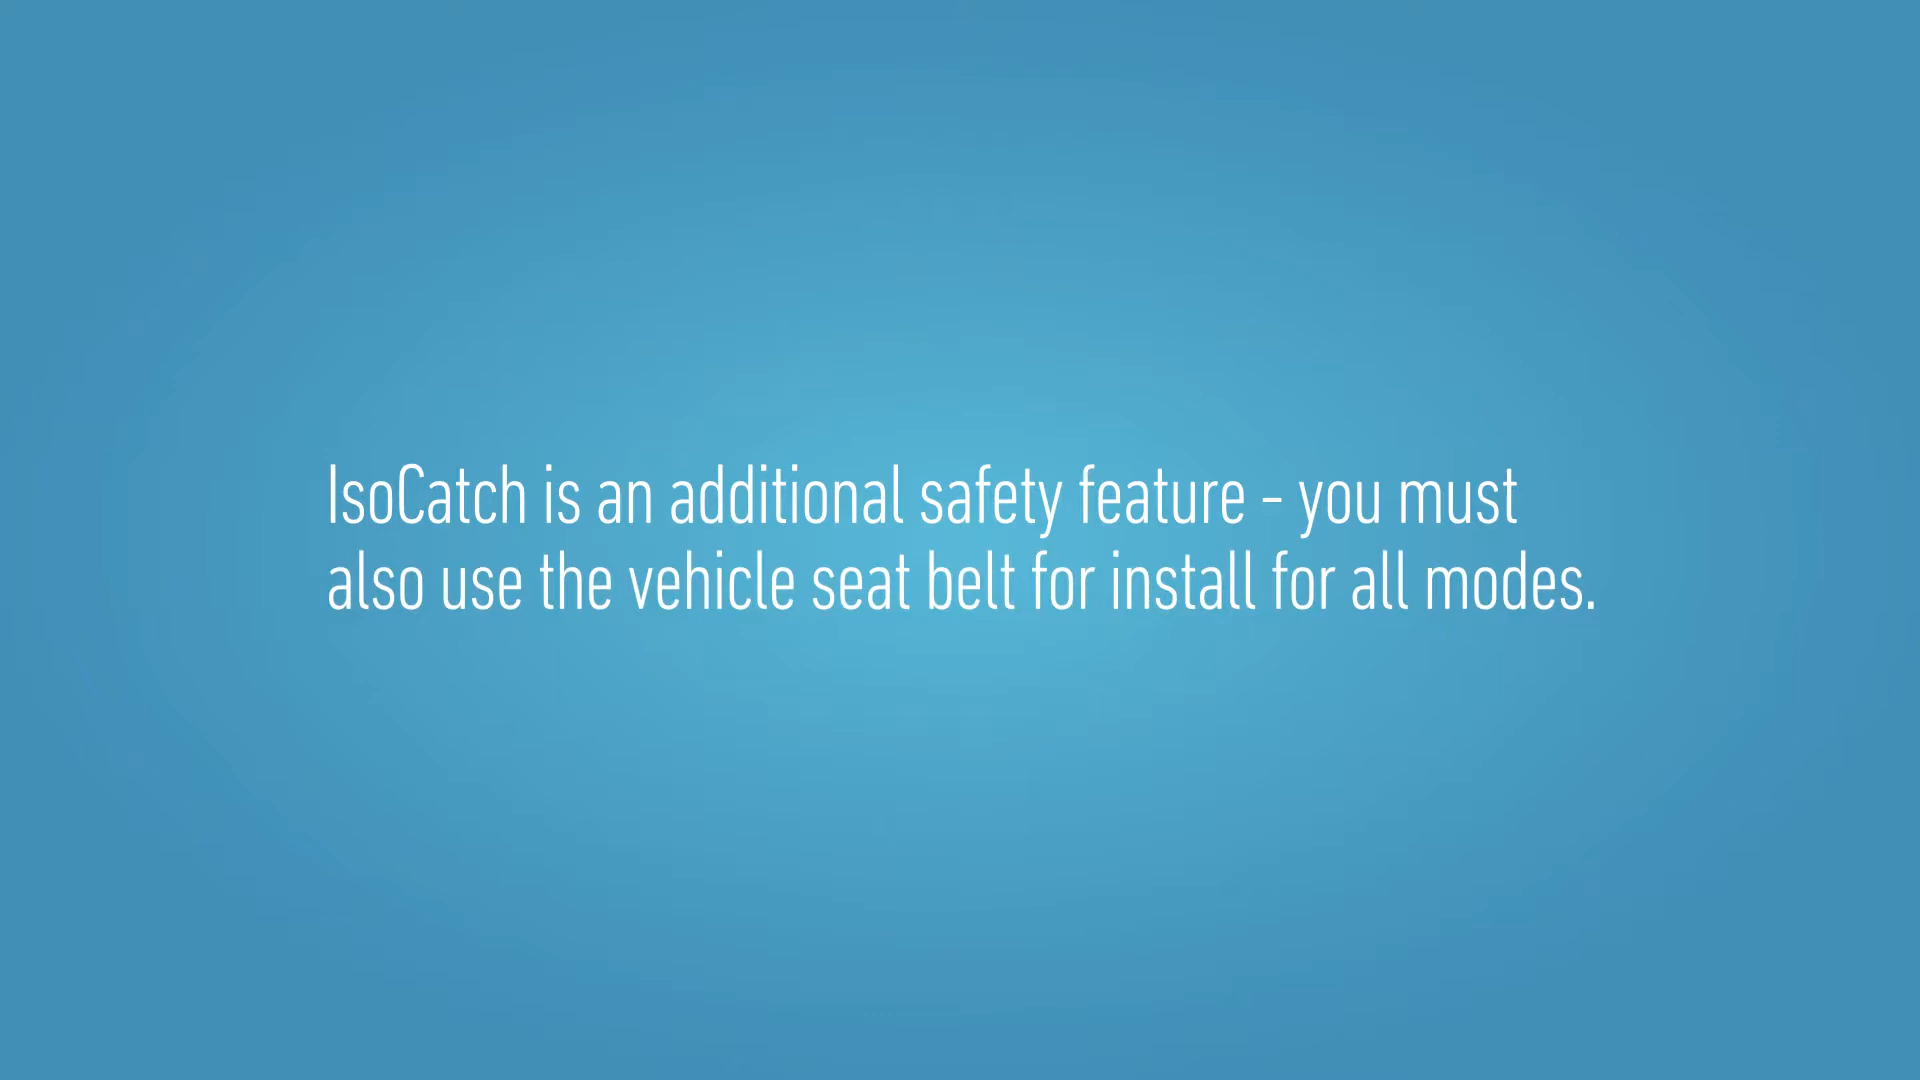 IsoCatch is an additional safety feature - you must
also use the vehicle seat belt for install for all modes.